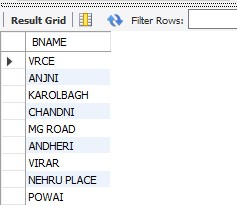 Result Grid Filter Rows:
BNAME
VRCE
ANJNI
KAROLBAGH
CHANDNI
MG ROAD
ANDHERI
VIRAR
NEHRU PLACE
POWAI